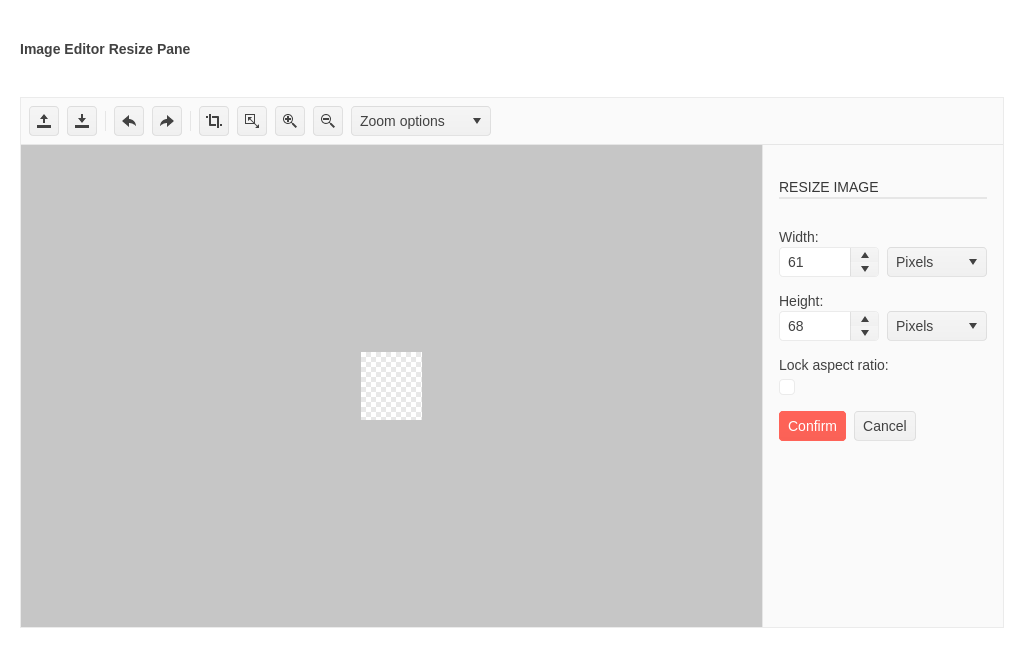 Image Editor Resize Pane
Zoom options
RESIZE IMAGE
Width:
61 Pixels
Height:
68 Pixels
Lock aspect ratio:
Confirm Cancel